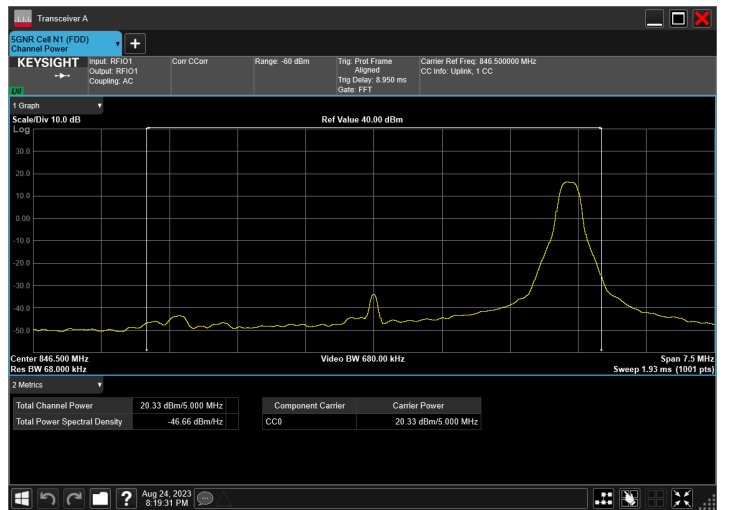 Transceiver A
5GNR Cell N1 (FDD)
Channel Power
KEYSIGHT
LXI
Input: RFIO1
Output: RFIO1
Coupling: AC
Corr CCorr
Range: -60 dBm
Trig: Prot Frame
Aligned
Trig Delay: 8.950 ms
Gate: FFT
Carrier Ref Freq: 846.500000 MHz
CC Info: Uplink, 1 CC
1 Graph
Scale/Div 10.0 dB
Ref Value 40.00 dBm
Log
30.0
20.0
10.0
0.00
-10.0
-20.0
-30.0
-40.0
-50.0
Center 846.500 MHz
Video BW 680.00 kHz
Span 7.5 MHz
Res BW 68.000 kHz
Sweep 1.93 ms (1001 pts)
2 Metrics
Total Channel Power 20.33 dBm/5.000 MHz
Total Power Spectral Density -46.66 dBm/Hz
Component Carrier Carrier Power
CC0 20.33 dBm/5.000 MHz
?
Aug 24, 2023
8:19:31 PM